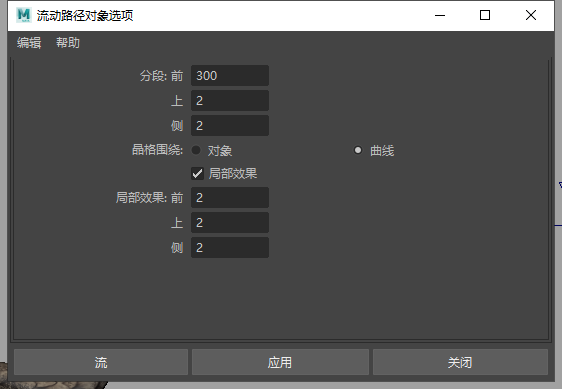 流动路径对象选项
编辑 帮助
分段: 前 300
上 2
侧 2
晶格围绕: 对象 曲线
局部效果
局部效果: 前 2
上 2
侧 2
流 应用 关闭